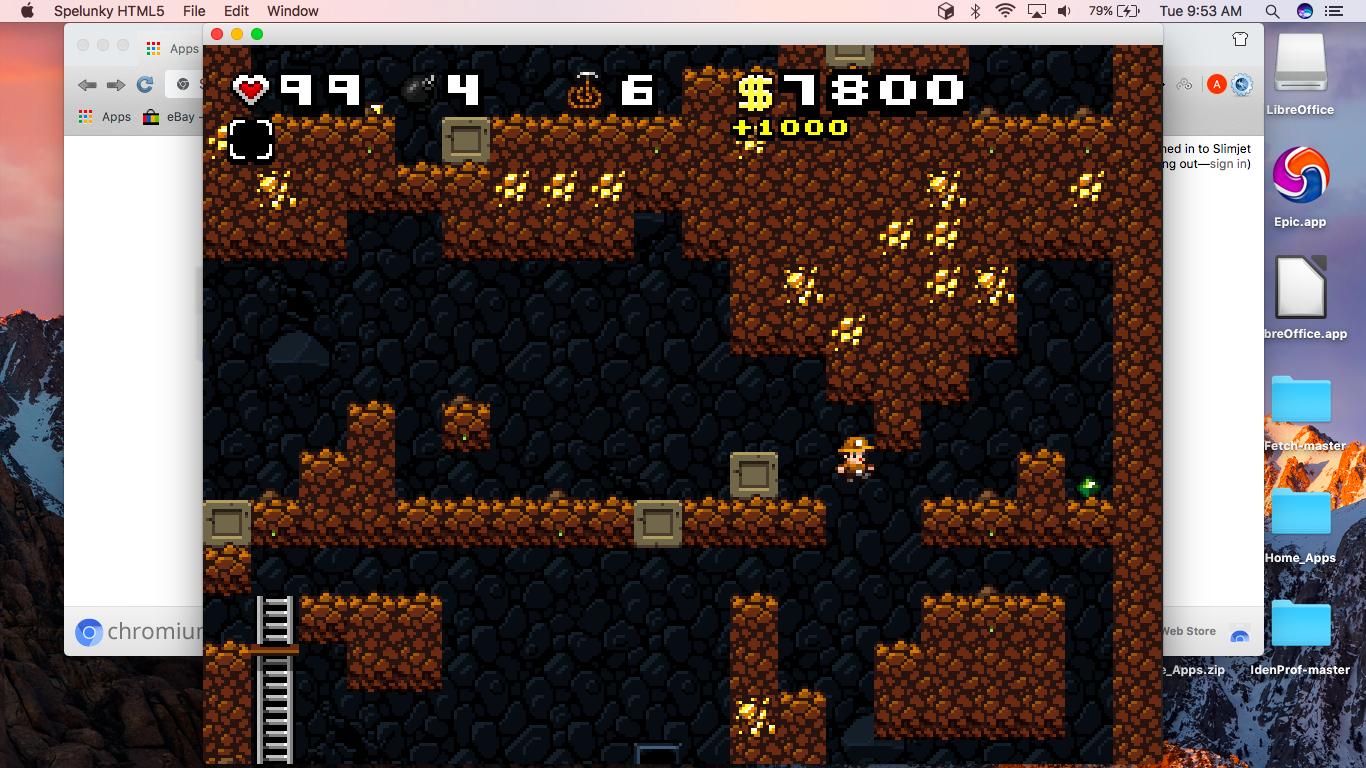 Spelunky HTML5 File Edit Window 79% Tue 9:53 AM
Apps
99 4 6 $7800
+1000
A
Apps eBay
ned in to Slimjet
ng out—sign in)
chromium
Web Store
LibreOffice
Epic.app
breOffice.app
Fetch-master
Home_Apps
e_Apps.zip IdenProf-master